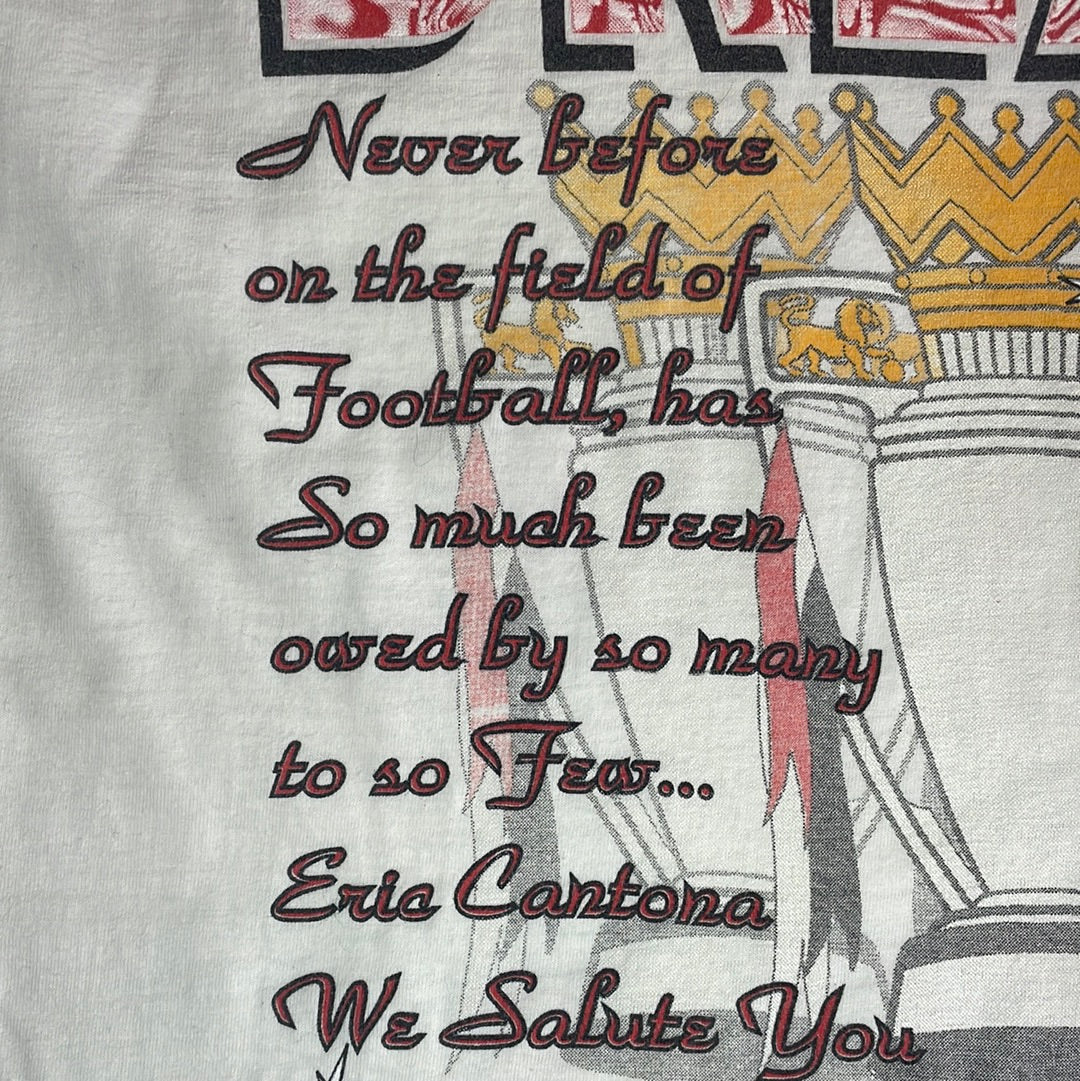 Never before
on the field of
Football, has
So much been
owed by so many
to so Few...
Eric Cantona
We Salute You